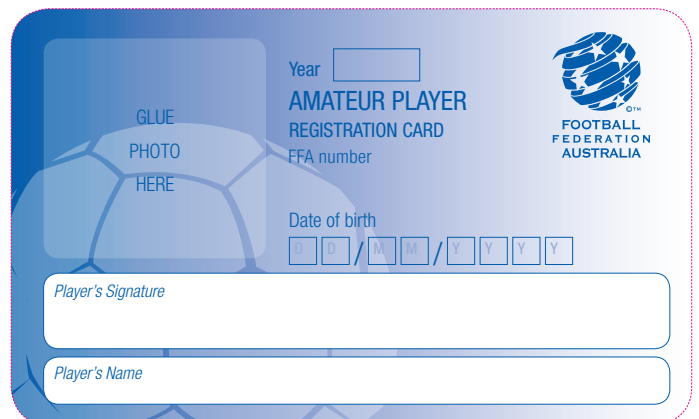 GLUE
PHOTO
HERE
Year
AMATEUR PLAYER
REGISTRATION CARD
FFA number
Date of birth
D D / M M / Y Y Y Y
©TM
FOOTBALL
FEDERATION
AUSTRALIA
Player's Signature
Player's Name